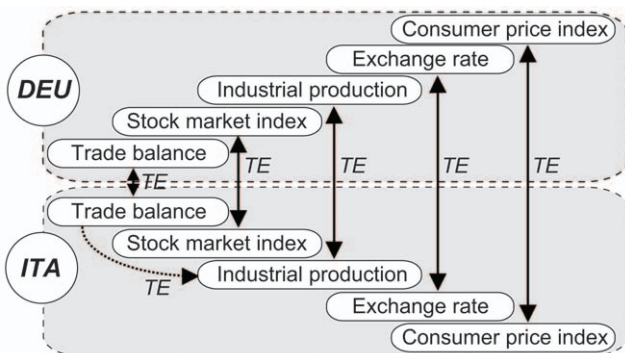 Consumer price index
Exchange rate
DEU
Industrial production
Stock market index
Trade balance
TE
TE
TE
TE
TE
Trade balance
Stock market index
ITA
Industrial production
TE
Exchange rate
Consumer price index